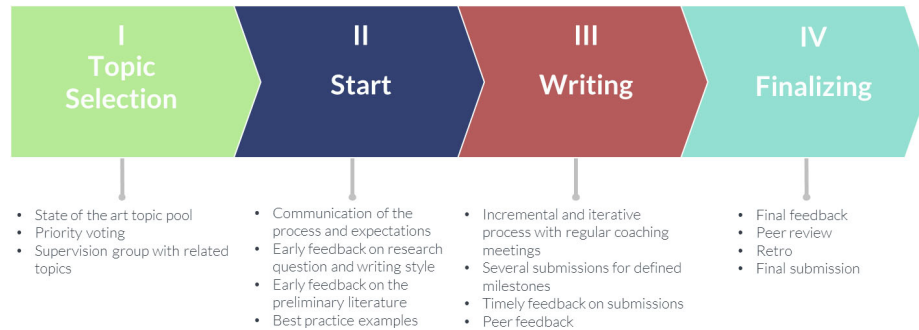 I
Topic
Selection
II
Start
III
Writing
IV
Finalizing
• State of the art topic pool
• Priority voting
• Supervision group with related
topics
• Communication of the
process and expectations
• Early feedback on research
question and writing style
• Early feedback on the
preliminary literature
• Best practice examples
• Incremental and iterative
process with regular coaching
meetings
• Several submissions for defined
milestones
• Timely feedback on submissions
• Peer feedback
• Final feedback
• Peer review
• Retro
• Final submission